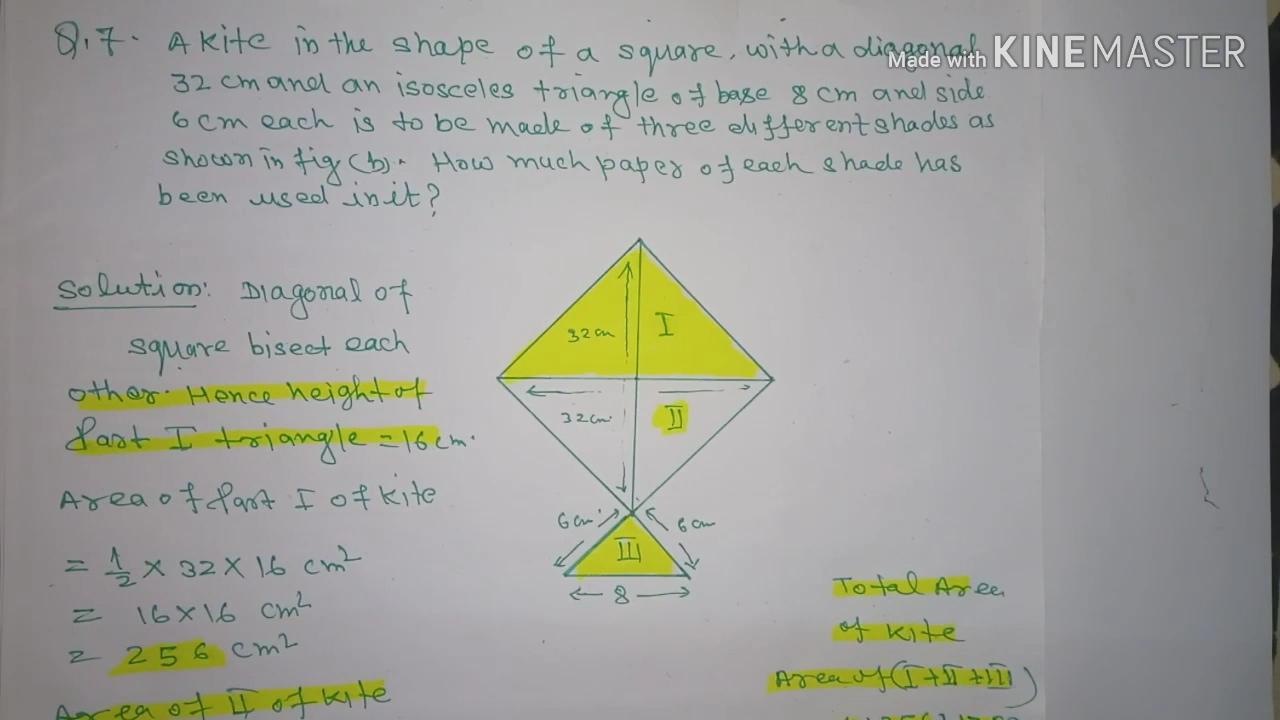 Q.7. A kite in the shape of a square, with a diagonal
Made with KINEMASTER
32 cm and an isosceles triangle of base 8 cm and side
6 cm each is to be made of three different shades as
shown in fig (b). How much paper of each shade has
been used in it?
Solution: Diagonal of
square bisect each
other. Hence height of
Part I triangle = 16 cm.
Area of Part I of Kite
= 1/2 × 32 × 16 cm²
= 16 × 16 cm²
= 256 cm²
Area of II of Kite
32 cm
I
32 cm
II
6 cm
6 cm
III
8
Total Area
of Kite
Area of (I + II + III)